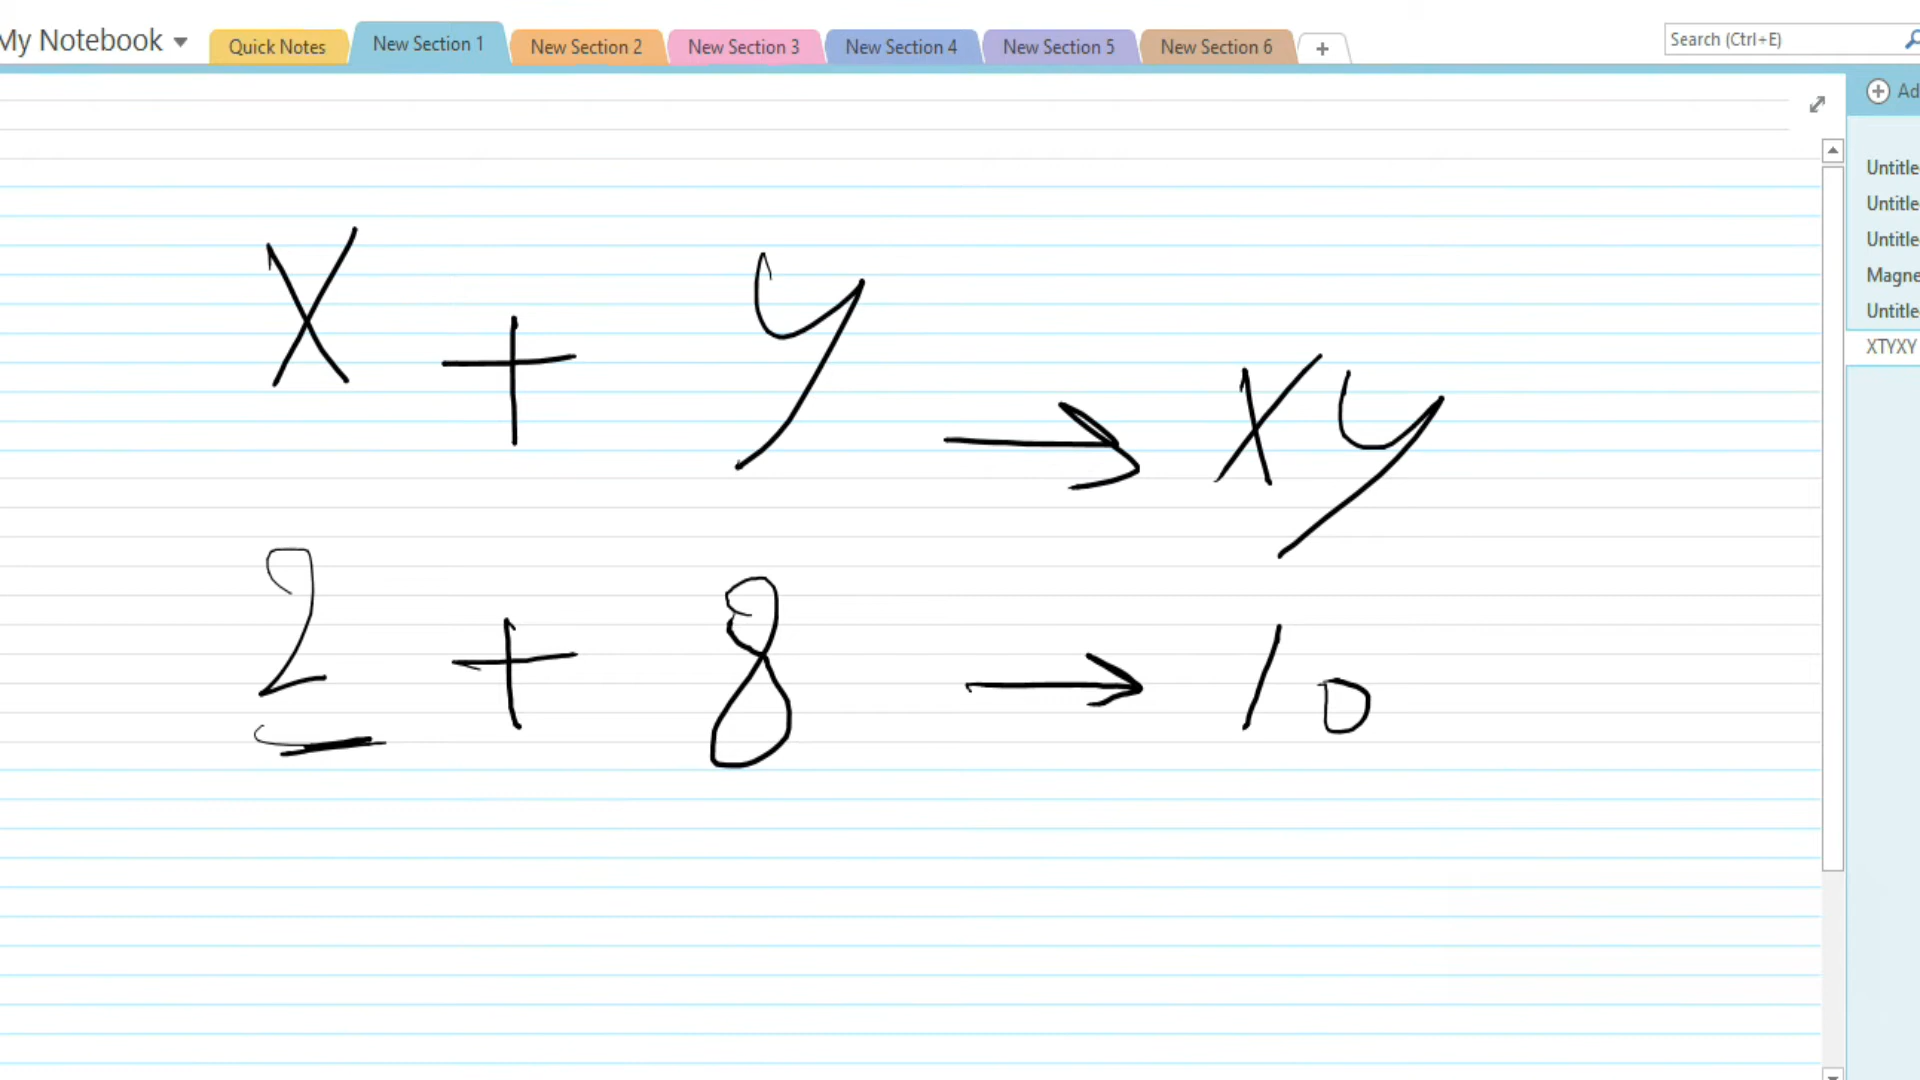 My Notebook Quick Notes New Section 1 New Section 2 New Section 3 New Section 4 New Section 5 New Section 6 + Search (Ctrl+E)
Ad
Untitle
Untitle
Untitle
Magne
Untitle
XTYXY
X + y → xy
2 + 8 → 10